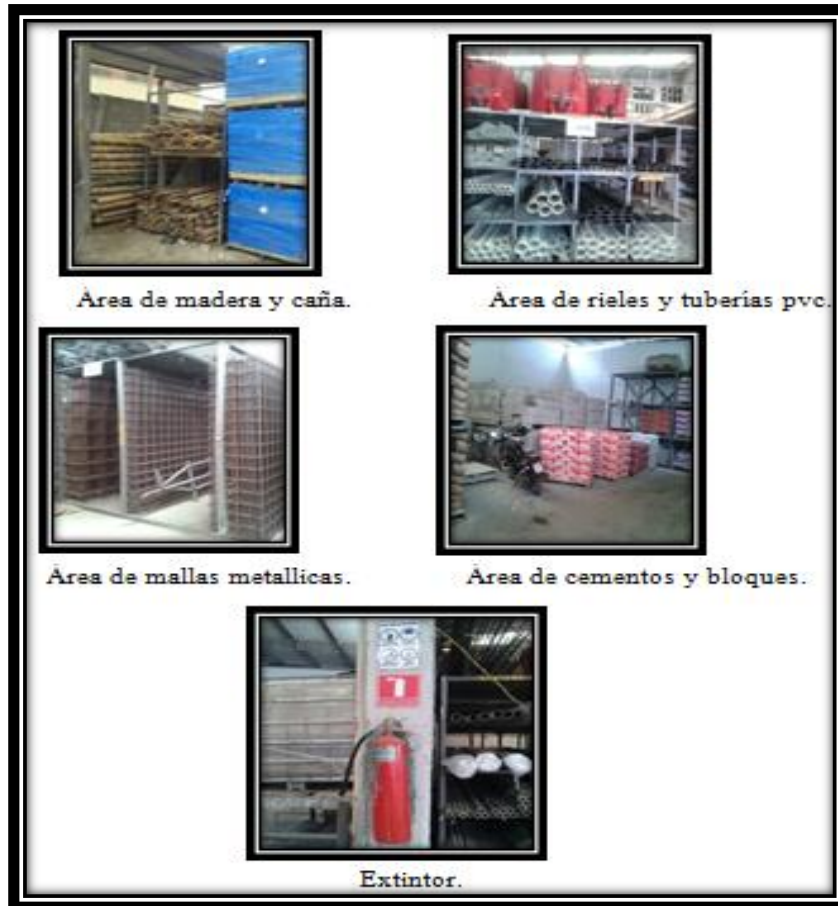 Área de madera y caña.
Área de rieles y tuberías pvc.
Área de mallas metallicas.
Área de cementos y bloques.
Extintor.